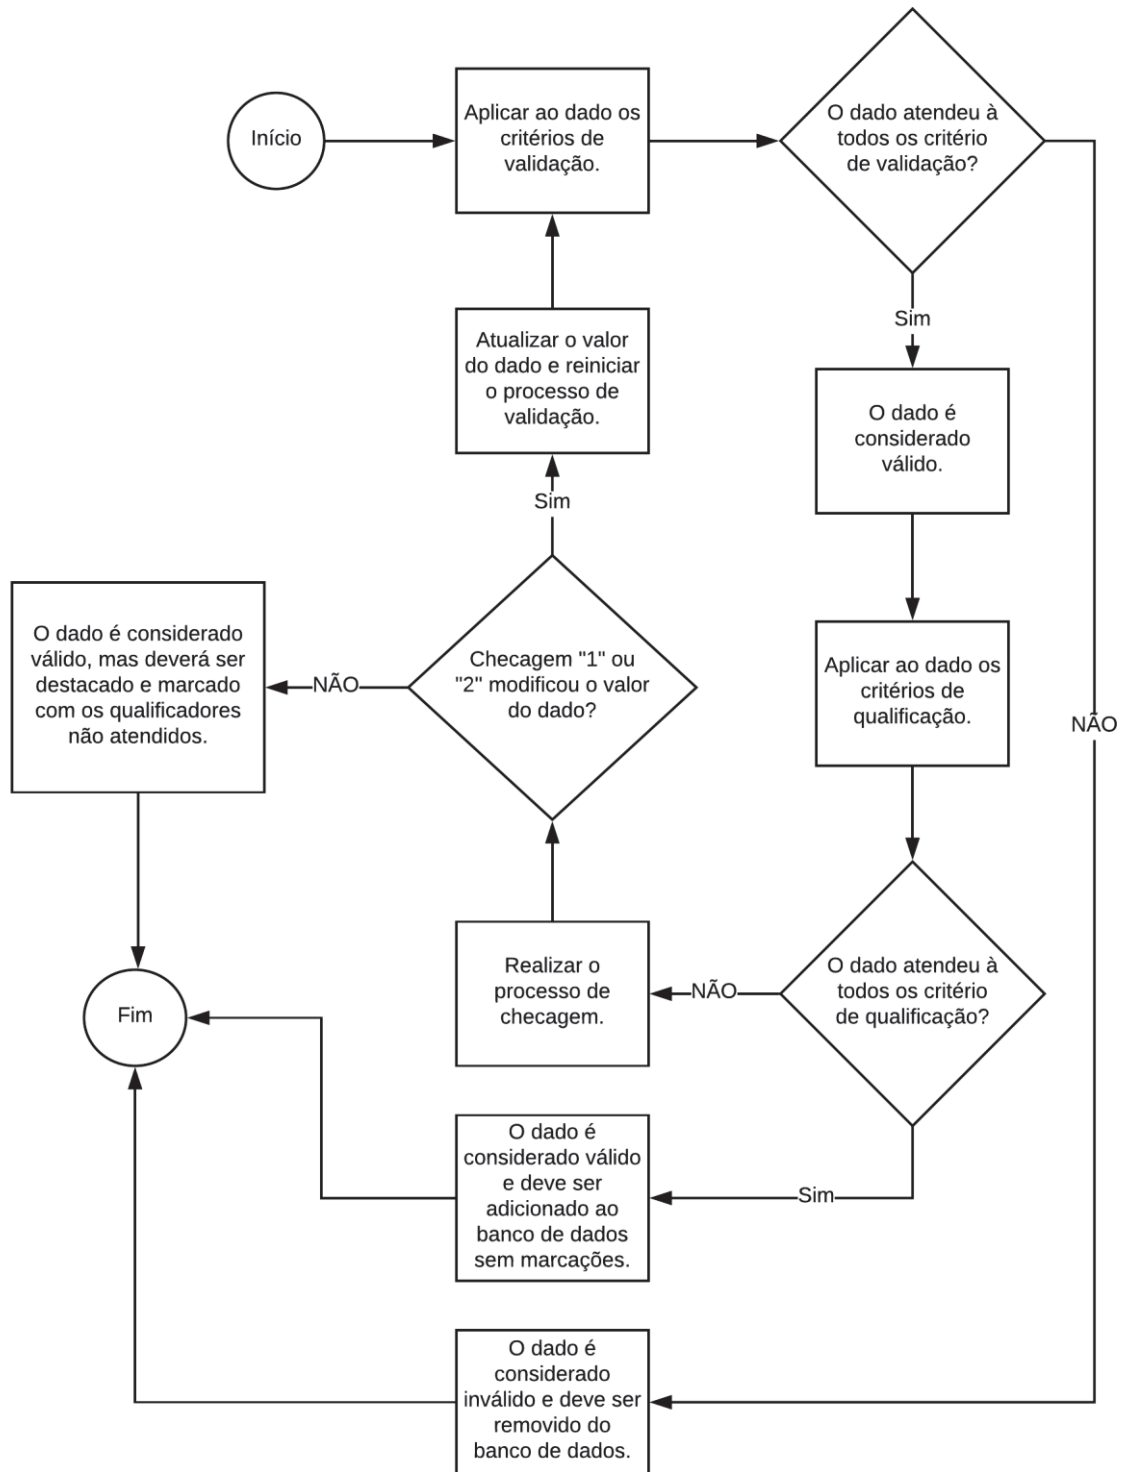 Início
Aplicar ao dado os
critérios de
validação.
O dado atendeu à
todos os critério
de validação?
Sim
O dado é
considerado
válido.
Aplicar ao dado os
critérios de
qualificação.
NÃO
O dado atendeu à
todos os critério
de qualificação?
NÃO
Realizar o
processo de
checagem.
Checagem "1" ou
"2" modificou o valor
do dado?
Sim
Atualizar o valor
do dado e reiniciar
o processo de
validação.
NÃO
O dado é considerado
válido, mas deverá ser
destacado e marcado
com os qualificadores
não atendidos.
Fim
Sim
O dado é
considerado válido
e deve ser
adicionado ao
banco de dados
sem marcações.
O dado é
considerado
inválido e deve ser
removido do
banco de dados.